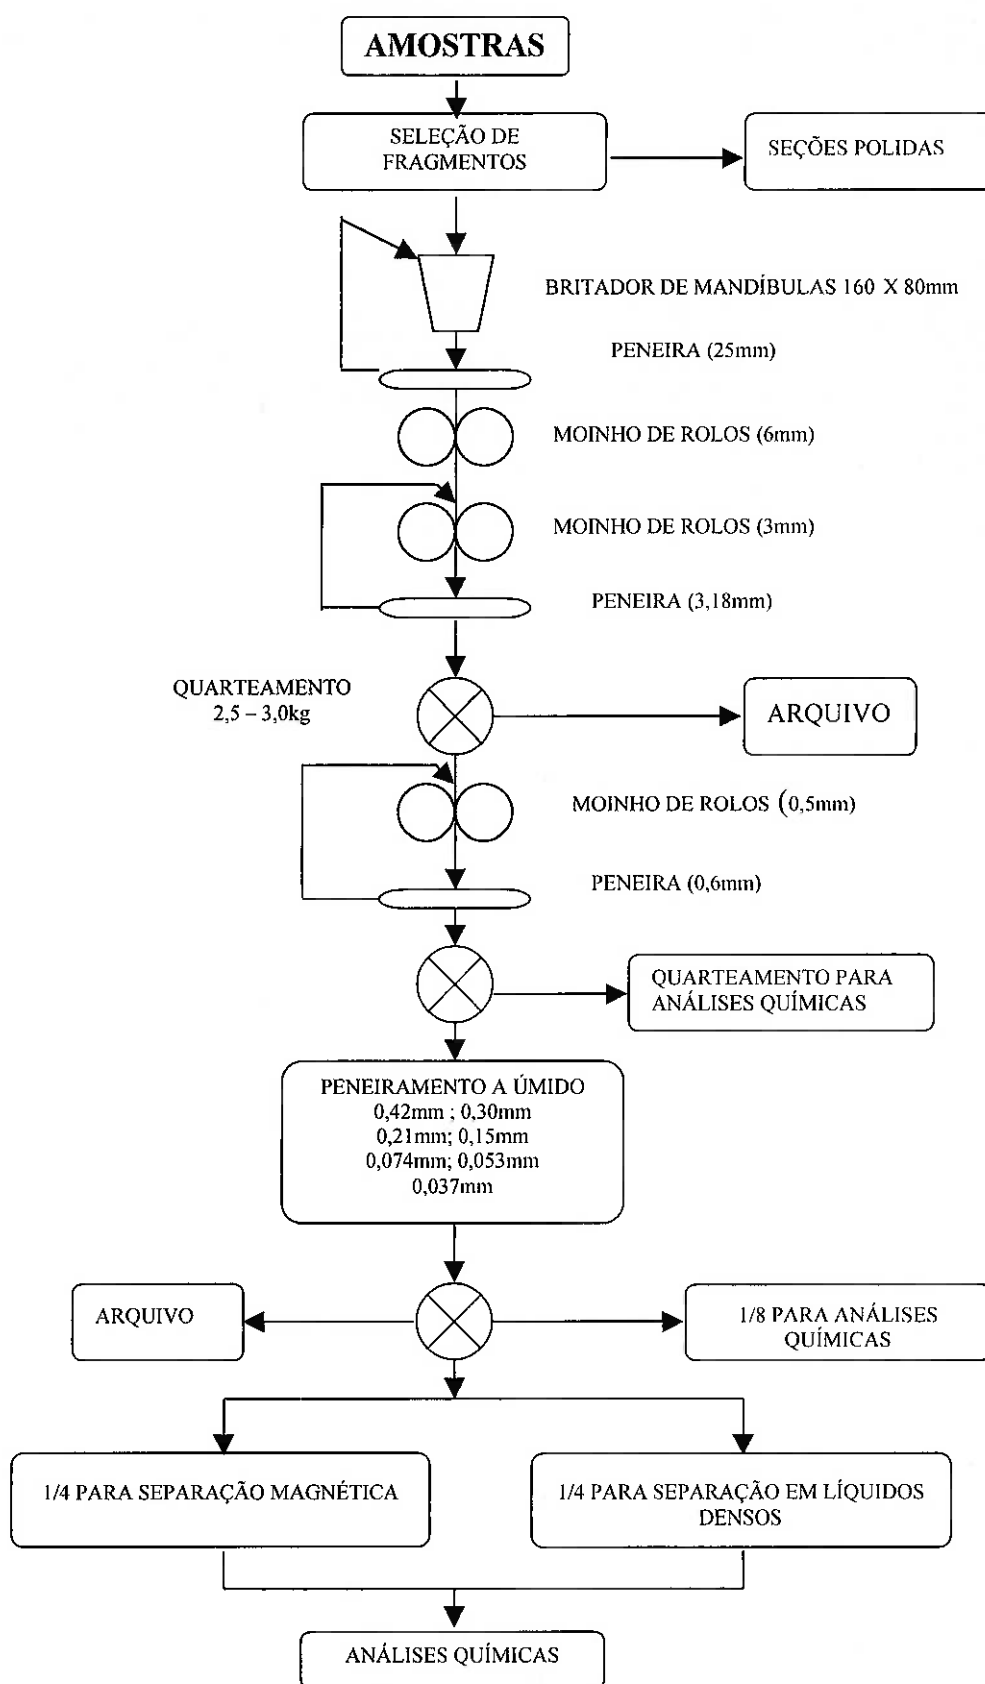 AMOSTRAS
SELEÇÃO DE
FRAGMENTOS
SEÇÕES POLIDAS
BRITADOR DE MANDÍBULAS 160 X 80mm
PENEIRA (25mm)
MOINHO DE ROLOS (6mm)
MOINHO DE ROLOS (3mm)
PENEIRA (3,18mm)
QUARTEAMENTO
2,5 – 3,0kg
ARQUIVO
MOINHO DE ROLOS (0,5mm)
PENEIRA (0,6mm)
QUARTEAMENTO PARA
ANÁLISES QUÍMICAS
PENEIRAMENTO A ÚMIDO
0,42mm ; 0,30mm
0,21mm; 0,15mm
0,074mm; 0,053mm
0,037mm
ARQUIVO
1/8 PARA ANÁLISES
QUÍMICAS
1/4 PARA SEPARAÇÃO MAGNÉTICA
1/4 PARA SEPARAÇÃO EM LÍQUIDOS
DENSOS
ANÁLISES QUÍMICAS